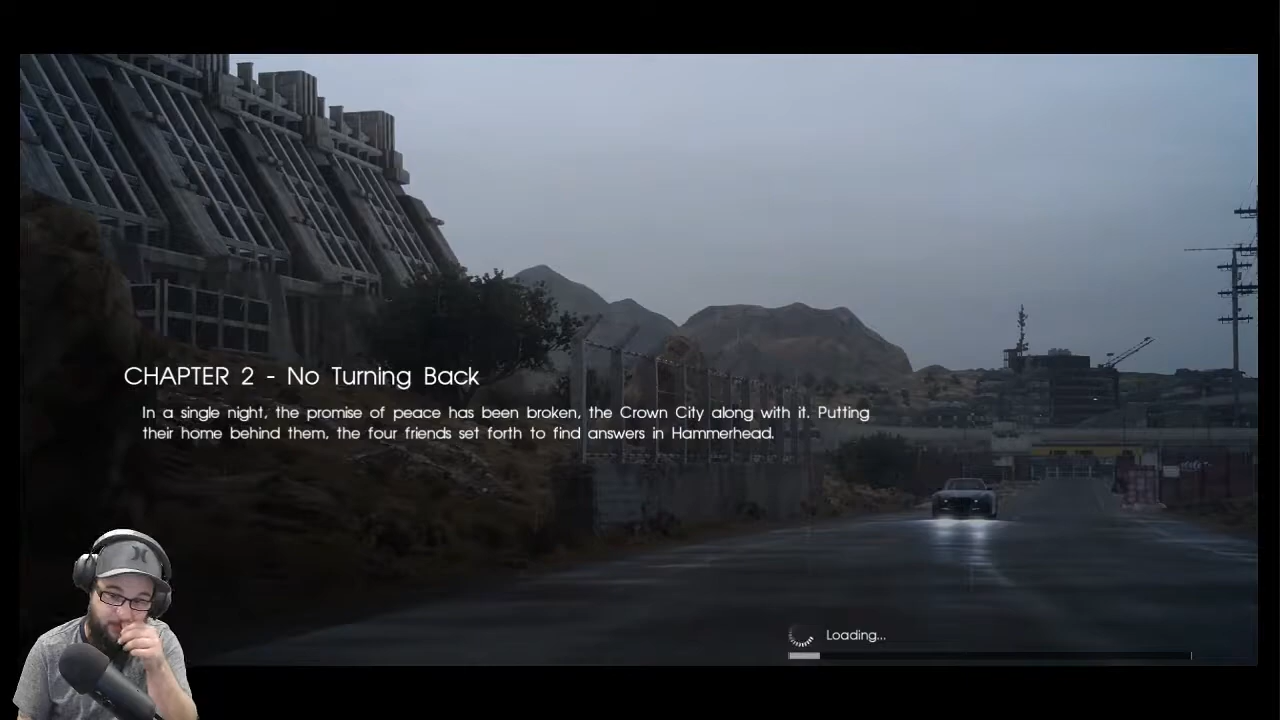 CHAPTER 2 - No Turning Back
In a single night, the promise of peace has been broken, the Crown City along with it. Putting
their home behind them, the four friends set forth to find answers in Hammerhead.
Loading...